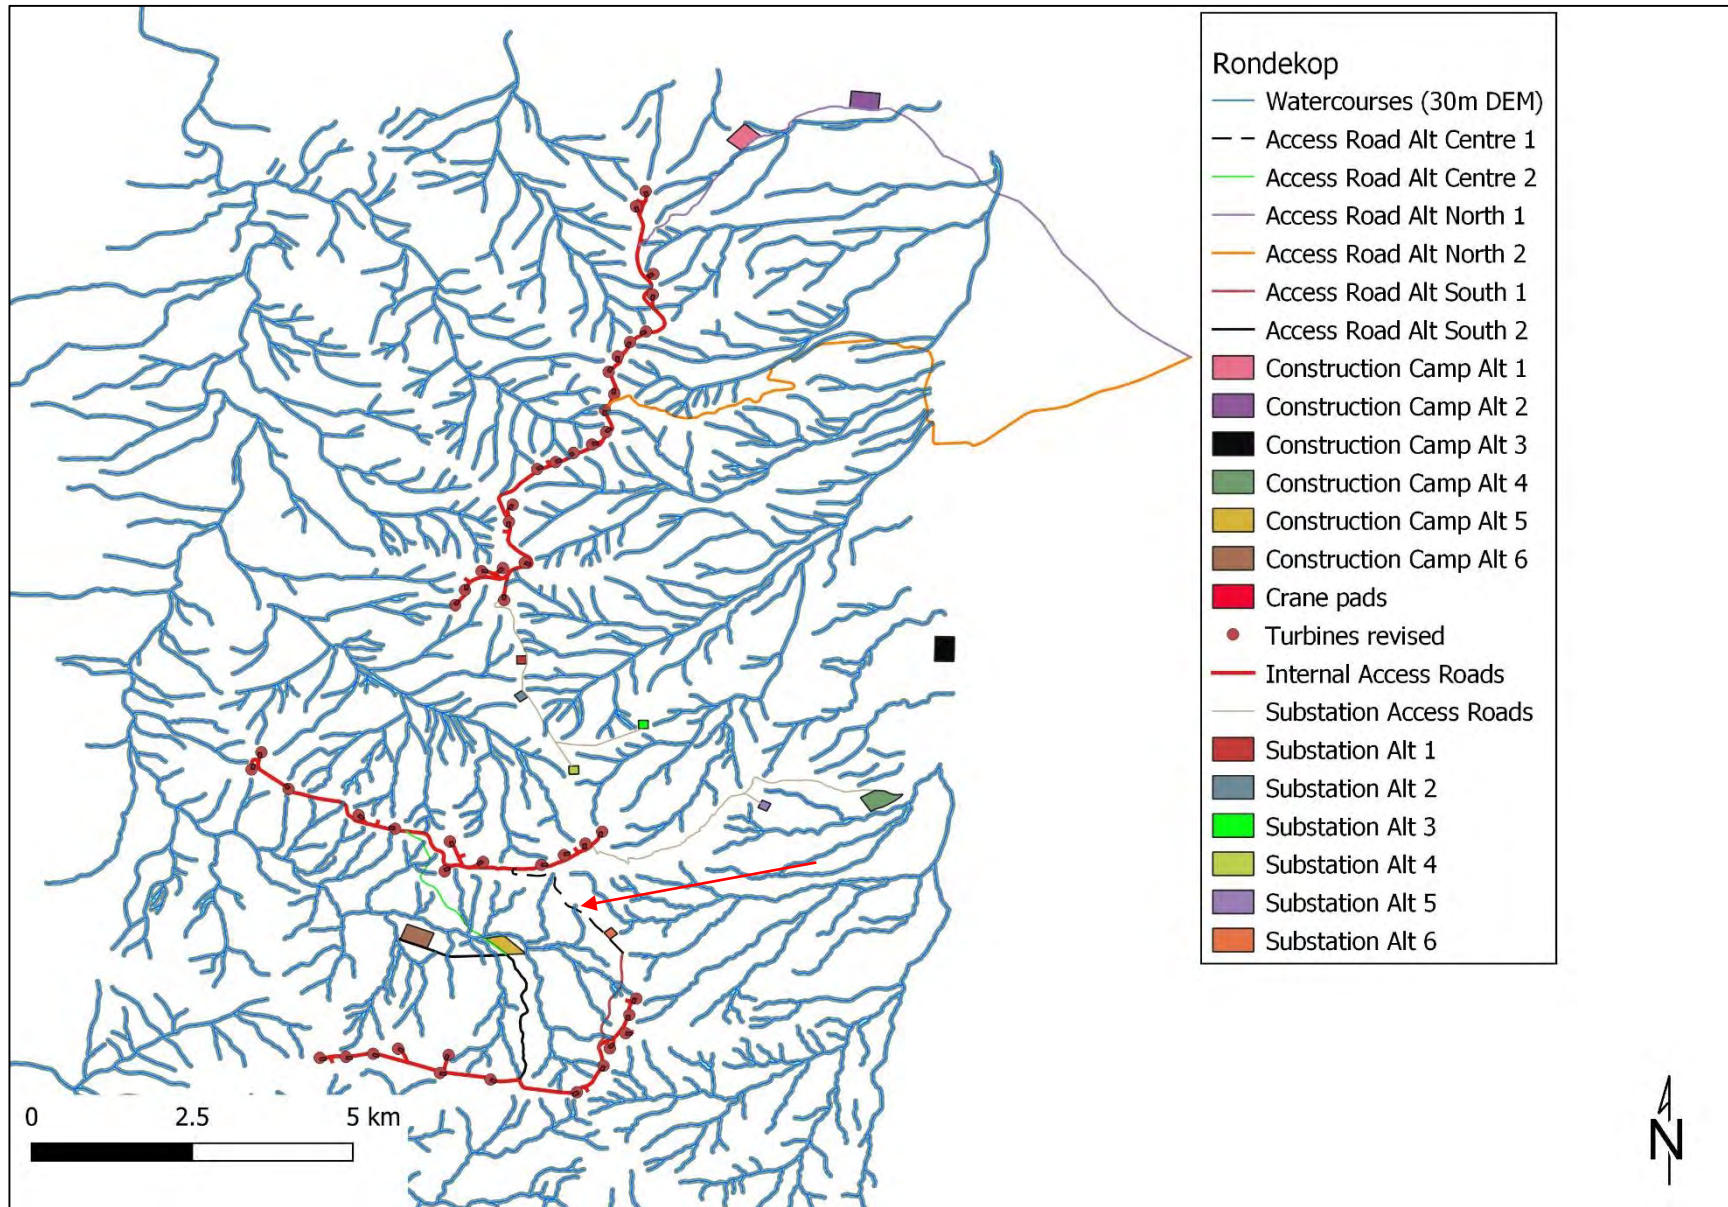 Rondekop
Watercourses (30m DEM)
Access Road Alt Centre 1
Access Road Alt Centre 2
Access Road Alt North 1
Access Road Alt North 2
Access Road Alt South 1
Access Road Alt South 2
Construction Camp Alt 1
Construction Camp Alt 2
Construction Camp Alt 3
Construction Camp Alt 4
Construction Camp Alt 5
Construction Camp Alt 6
Crane pads
Turbines revised
Internal Access Roads
Substation Access Roads
Substation Alt 1
Substation Alt 2
Substation Alt 3
Substation Alt 4
Substation Alt 5
Substation Alt 6
0 2.5 5 km
N